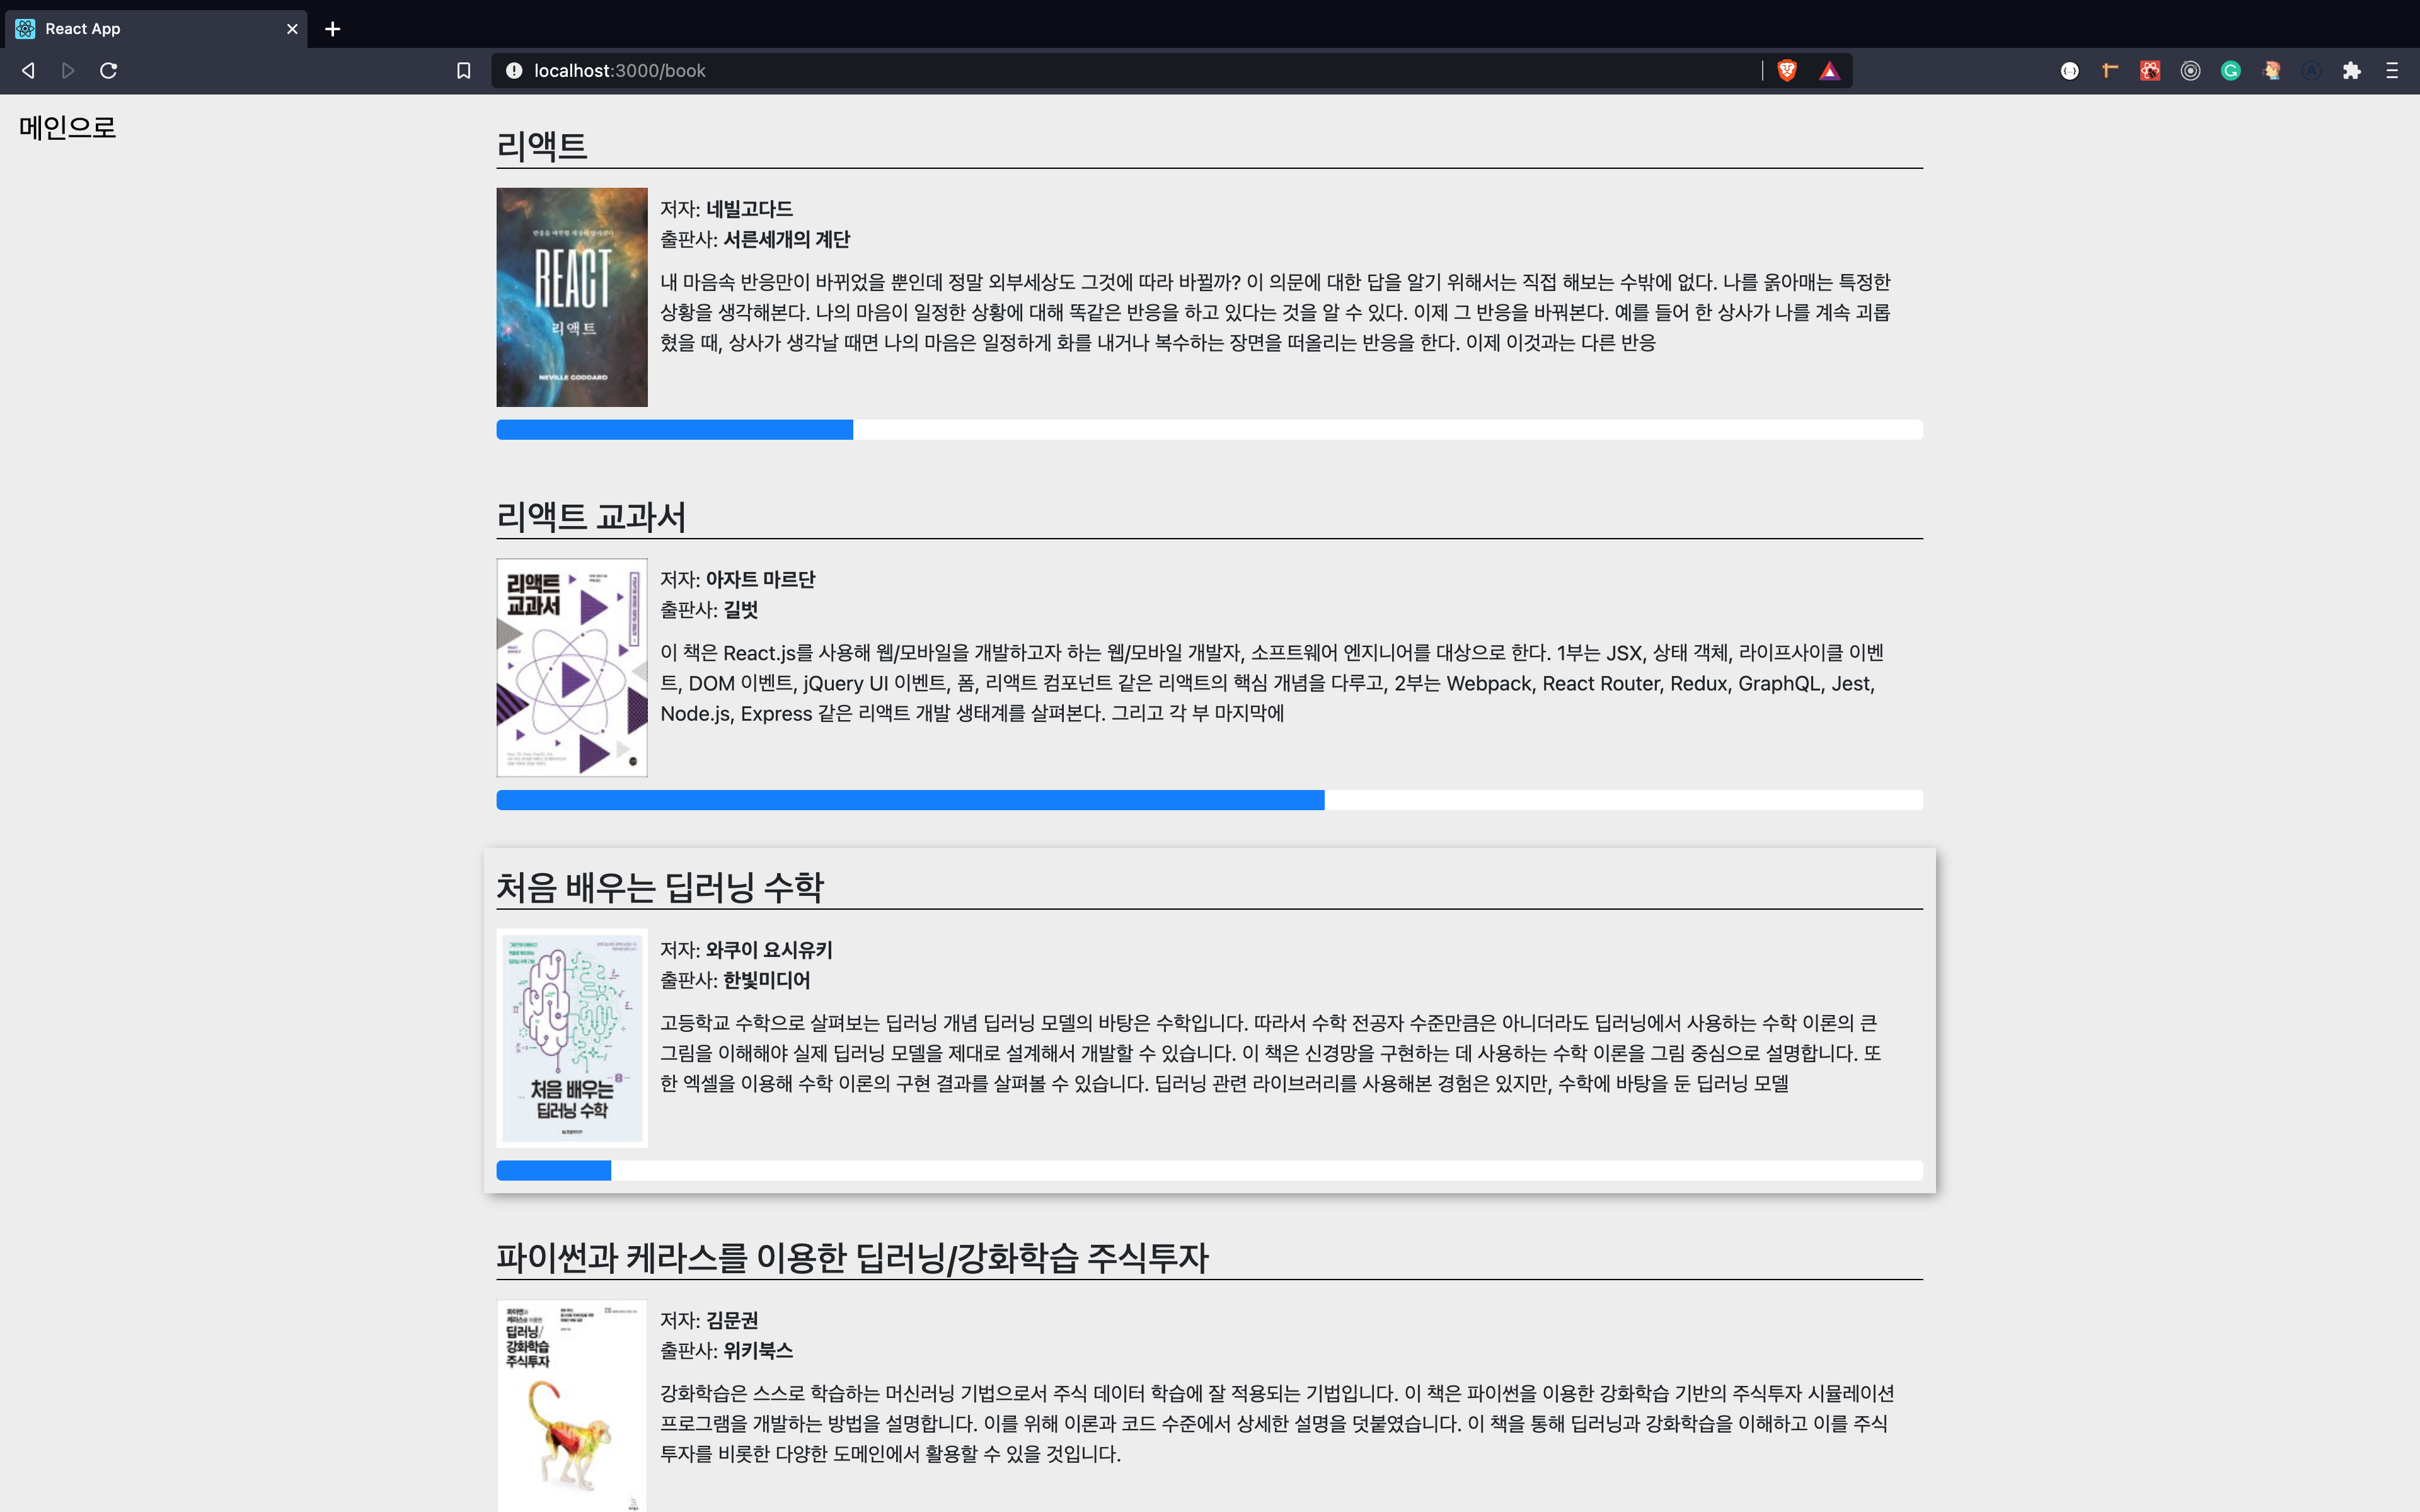 React App
localhost:3000/book
메인으로
리액트
REACT
리액트
NEVILLE GODDARD
저자: 네빌고다드
출판사: 서른세개의 계단
내 마음속 반응만이 바뀌었을 뿐인데 정말 외부세상도 그것에 따라 바뀔까? 이 의문에 대한 답을 알기 위해서는 직접 해보는 수밖에 없다. 나를 옭아매는 특정한
상황을 생각해본다. 나의 마음이 일정한 상황에 대해 똑같은 반응을 하고 있다는 것을 알 수 있다. 이제 그 반응을 바꿔본다. 예를 들어 한 상사가 나를 계속 괴롭
혔을 때, 상사가 생각날 때면 나의 마음은 일정하게 화를 내거나 복수하는 장면을 떠올리는 반응을 한다. 이제 이것과는 다른 반응
리액트 교과서
리액트
교과서
저자: 아자트 마르단
출판사: 길벗
이 책은 React.js를 사용해 웹/모바일을 개발하고자 하는 웹/모바일 개발자, 소프트웨어 엔지니어를 대상으로 한다. 1부는 JSX, 상태 객체, 라이프사이클 이벤
트, DOM 이벤트, jQuery UI 이벤트, 폼, 리액트 컴포넌트 같은 리액트의 핵심 개념을 다루고, 2부는 Webpack, React Router, Redux, GraphQL, Jest,
Node.js, Express 같은 리액트 개발 생태계를 살펴본다. 그리고 각 부 마지막에
처음 배우는 딥러닝 수학
처음 배우는
딥러닝 수학
저자: 와쿠이 요시유키
출판사: 한빛미디어
고등학교 수학으로 살펴보는 딥러닝 개념 딥러닝 모델의 바탕은 수학입니다. 따라서 수학 전공자 수준만큼은 아니더라도 딥러닝에서 사용하는 수학 이론의 큰
그림을 이해해야 실제 딥러닝 모델을 제대로 설계해서 개발할 수 있습니다. 이 책은 신경망을 구현하는 데 사용하는 수학 이론을 그림 중심으로 설명합니다. 또
한 엑셀을 이용해 수학 이론의 구현 결과를 살펴볼 수 있습니다. 딥러닝 관련 라이브러리를 사용해본 경험은 있지만, 수학에 바탕을 둔 딥러닝 모델
파이썬과 케라스를 이용한 딥러닝/강화학습 주식투자
파이썬과
케라스를 이용한
딥러닝/
강화학습
주식투자
저자: 김문권
출판사: 위키북스
강화학습은 스스로 학습하는 머신러닝 기법으로서 주식 데이터 학습에 잘 적용되는 기법입니다. 이 책은 파이썬을 이용한 강화학습 기반의 주식투자 시뮬레이션
프로그램을 개발하는 방법을 설명합니다. 이를 위해 이론과 코드 수준에서 상세한 설명을 덧붙였습니다. 이 책을 통해 딥러닝과 강화학습을 이해하고 이를 주식
투자를 비롯한 다양한 도메인에서 활용할 수 있을 것입니다.